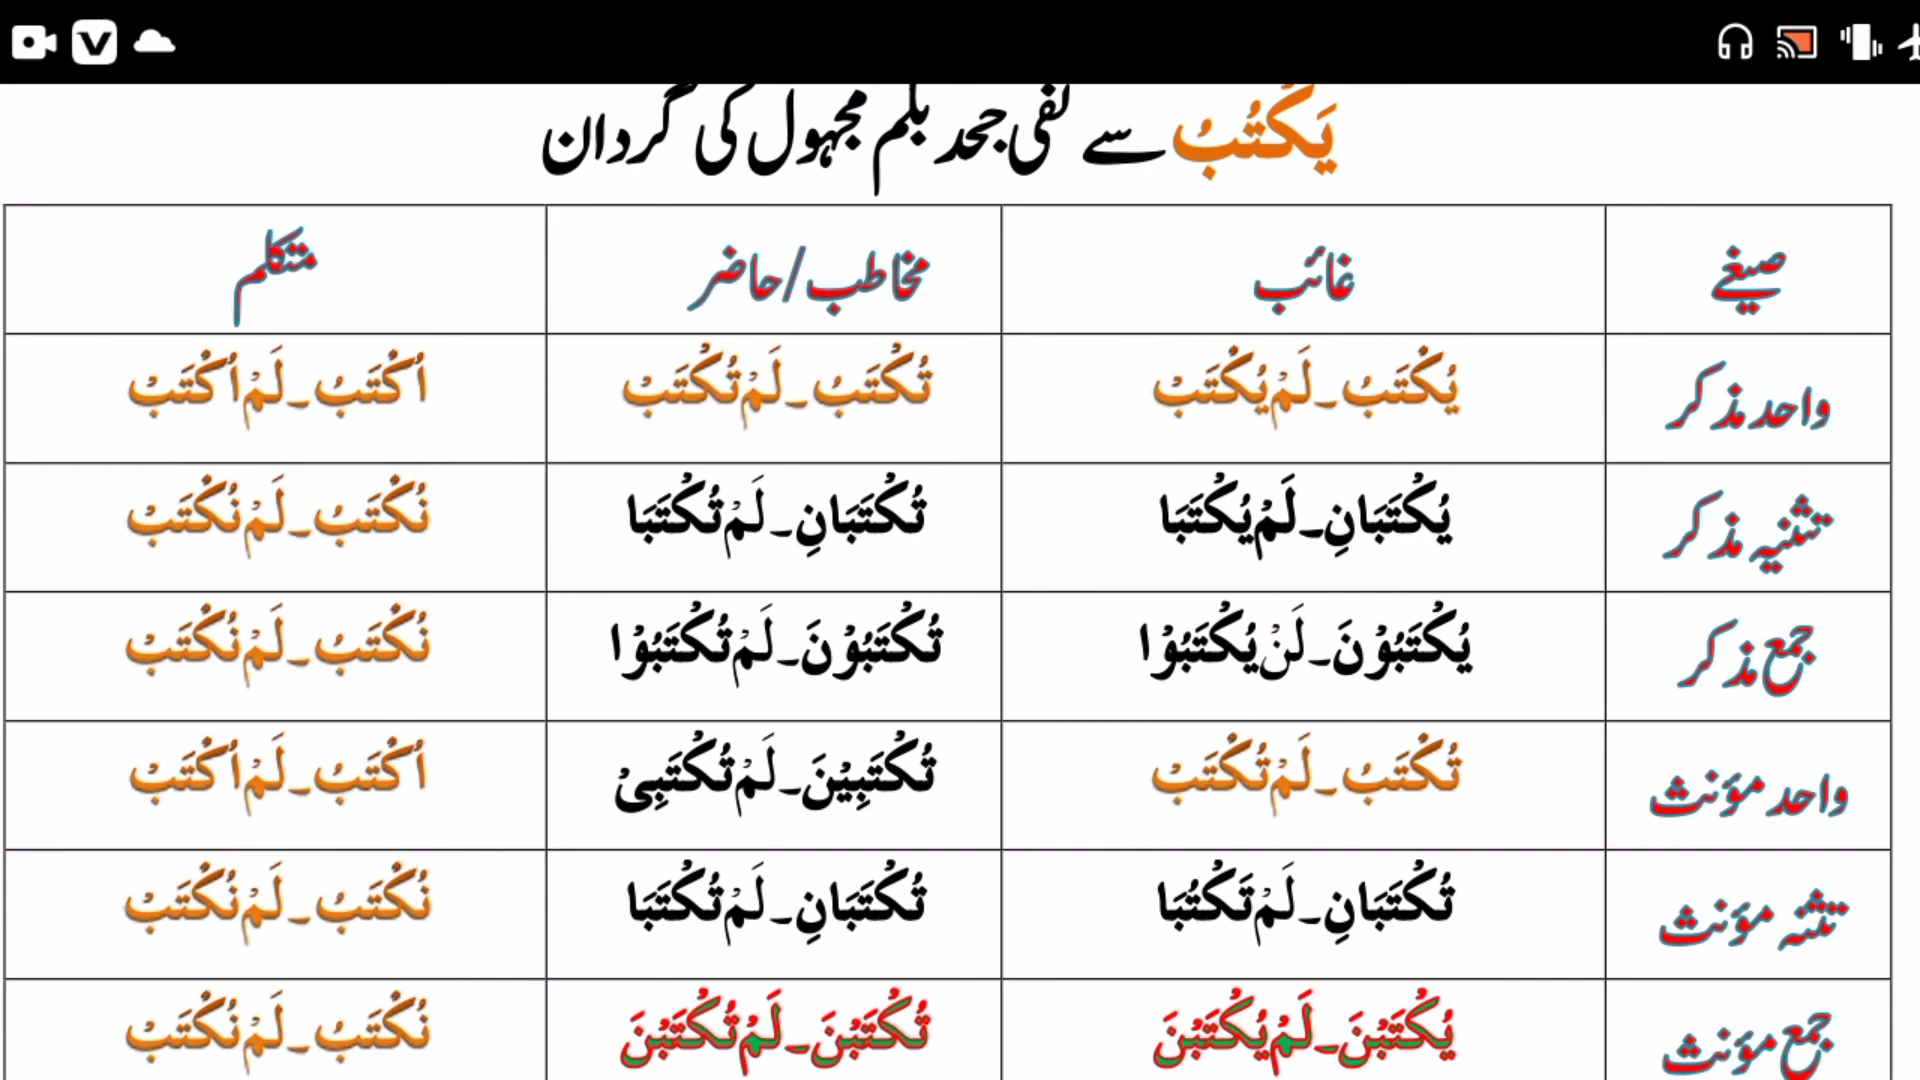 یَکْتُبُ سے نفی جحد بلم مجہول کی گردان
صیغے غائب مخاطب/حاضر متکلم
واحد مذکر یُکْتَبُ۔لَمْ یُکْتَبْ تُکْتَبُ۔لَمْ تُکْتَبْ اُکْتَبُ۔لَمْ اُکْتَبْ
تثنیہ مذکر یُکْتَبَانِ۔لَمْ یُکْتَبَا تُکْتَبَانِ۔لَمْ تُکْتَبَا نُکْتَبُ۔لَمْ نُکْتَبْ
جمع مذکر یُکْتَبُوْنَ۔لَنْ یُکْتَبُوْا تُکْتَبُوْنَ۔لَمْ تُکْتَبُوْا نُکْتَبُ۔لَمْ نُکْتَبْ
واحد مؤنث تُکْتَبُ۔لَمْ تُکْتَبْ تُکْتَبِیْنَ۔لَمْ تُکْتَبِیْ اُکْتَبُ۔لَمْ اُکْتَبْ
تثنہ مؤنث تُکْتَبَانِ۔لَمْ تَکْتُبَا تُکْتَبَانِ۔لَمْ تُکْتَبَا نُکْتَبُ۔لَمْ نُکْتَبْ
جمع مؤنث یُکْتَبْنَ۔لَمْ یُکْتَبْنَ تُکْتَبْنَ۔لَمْ تُکْتَبْنَ نُکْتَبُ۔لَمْ نُکْتَبْ